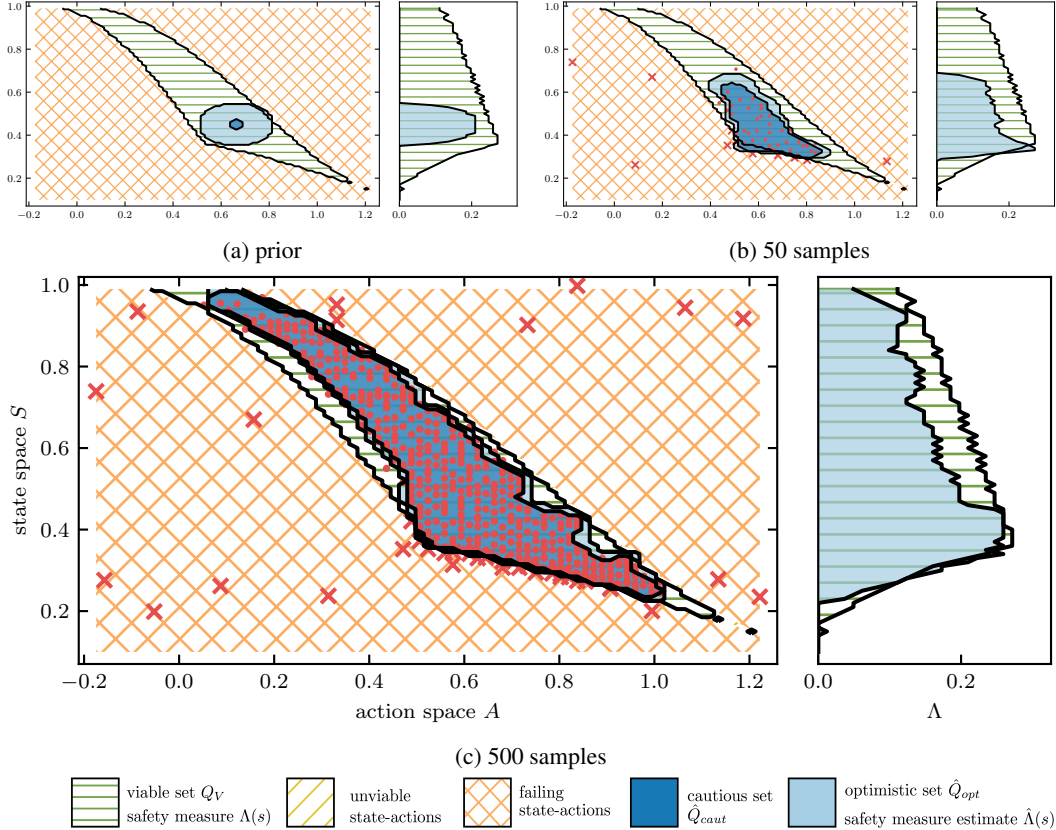 1.0
0.8
0.6
0.4
0.2
−0.2 0.0 0.2 0.4 0.6 0.8 1.0 1.2
0.0 0.2
(a) prior
1.0
0.8
0.6
0.4
0.2
−0.2 0.0 0.2 0.4 0.6 0.8 1.0 1.2
0.0 0.2
(b) 50 samples
1.0
0.8
0.6
0.4
0.2
state space S
−0.2 0.0 0.2 0.4 0.6 0.8 1.0 1.2
action space A
0.0 0.2
Λ
(c) 500 samples
viable set Q_V
safety measure Λ(s)
unviable
state-actions
failing
state-actions
cautious set
Q̂_caut
optimistic set Q̂_opt
safety measure estimate Λ̂(s)